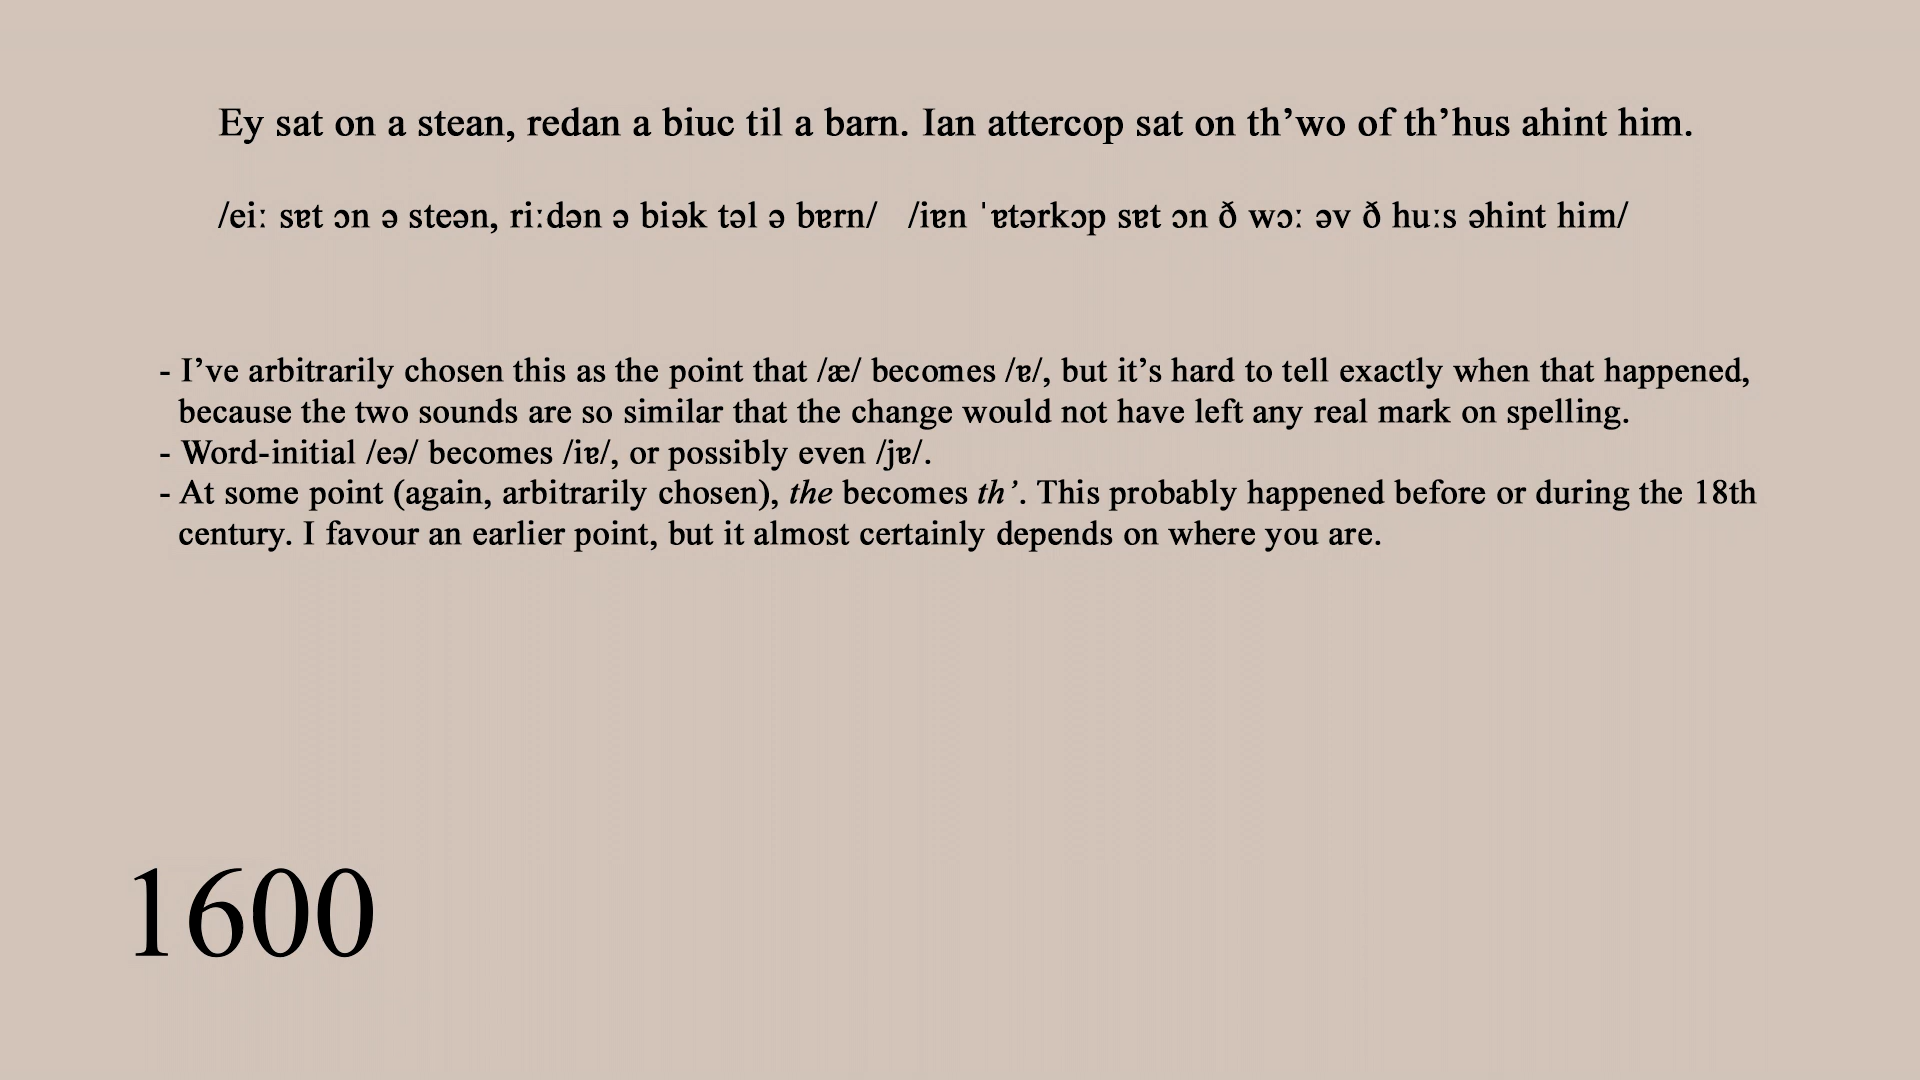 Ey sat on a stean, redan a biuc til a barn. Ian attercop sat on th’wo of th’hus ahint him.
/eiː sɐt ɔn ə steən, riːdən ə biək təl ə bɐrn/ /iɐn ˈɐtərkɔp sɐt ɔn ð wɔː əv ð huːs əhint him/
- I’ve arbitrarily chosen this as the point that /æ/ becomes /ɐ/, but it’s hard to tell exactly when that happened,
because the two sounds are so similar that the change would not have left any real mark on spelling.
- Word-initial /eə/ becomes /iɐ/, or possibly even /jɐ/.
- At some point (again, arbitrarily chosen), the becomes th’. This probably happened before or during the 18th
century. I favour an earlier point, but it almost certainly depends on where you are.
1600